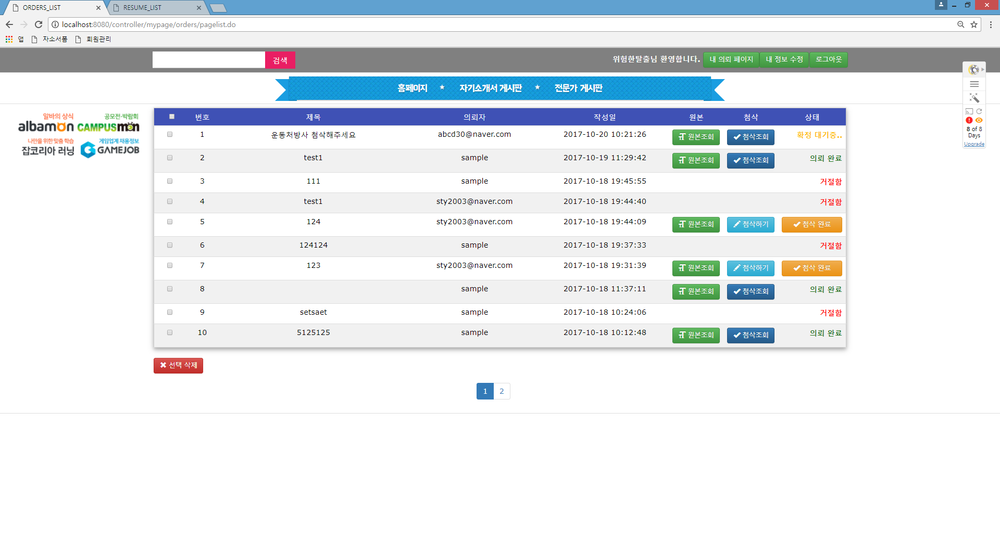 ORDERS_LIST RESUME_LIST
localhost:8080/controller/mypage/orders/pagelist.do
앱 자소서폼 회원관리
검색 위험한탈출님 환영합니다. 내 의뢰 페이지 내 정보 수정 로그아웃
홈페이지 ★ 자기소개서 게시판 ★ 전문가 게시판
알바의 상식 공모전·박람회
albamon CAMPUSmon
나만을 위한 맞춤 학습 게임업계 채용정보
잡코리아 러닝 GAMEJOB
번호 제목 의뢰자 작성일 원본 첨삭 상태
1 운동처방사 첨삭해주세요 abcd30@naver.com 2017-10-20 10:21:26 원본조회 첨삭조회 확정 대기중..
2 test1 sample 2017-10-19 11:29:42 원본조회 첨삭조회 의뢰 완료
3 111 sample 2017-10-18 19:45:55 거절함
4 test1 sty2003@naver.com 2017-10-18 19:44:40 거절함
5 124 sty2003@naver.com 2017-10-18 19:44:09 원본조회 첨삭하기 첨삭 완료
6 124124 sample 2017-10-18 19:37:33 거절함
7 123 sty2003@naver.com 2017-10-18 19:31:39 원본조회 첨삭하기 첨삭 완료
8 sample 2017-10-18 11:37:11 원본조회 첨삭조회 의뢰 완료
9 setsaet sample 2017-10-18 10:24:06 거절함
10 5125125 sample 2017-10-18 10:12:48 원본조회 첨삭조회 의뢰 완료
선택 삭제
1 2
8 of 8
Days
Upgrade